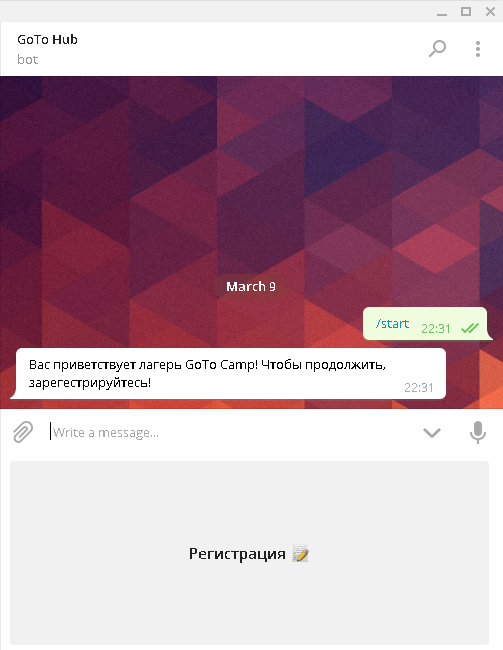 GoTo Hub
bot
March 9
/start 22:31
Вас приветствует лагерь GoTo Camp! Чтобы продолжить,
зарегестрируйтесь!
22:31
Write a message...
Регистрация 📝